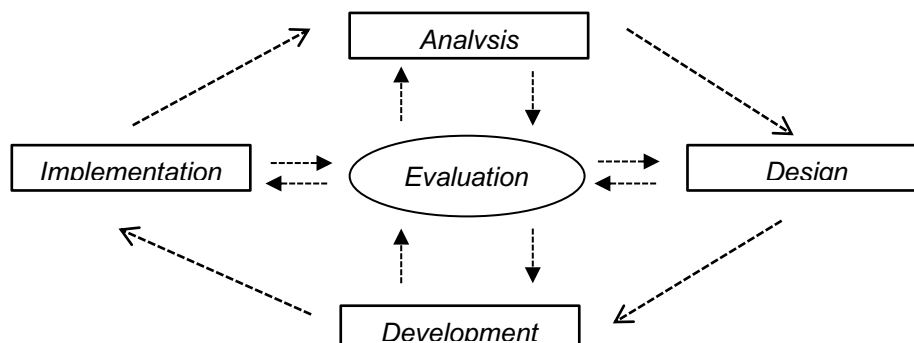 Analysis
Implementation
Evaluation
Design
Development